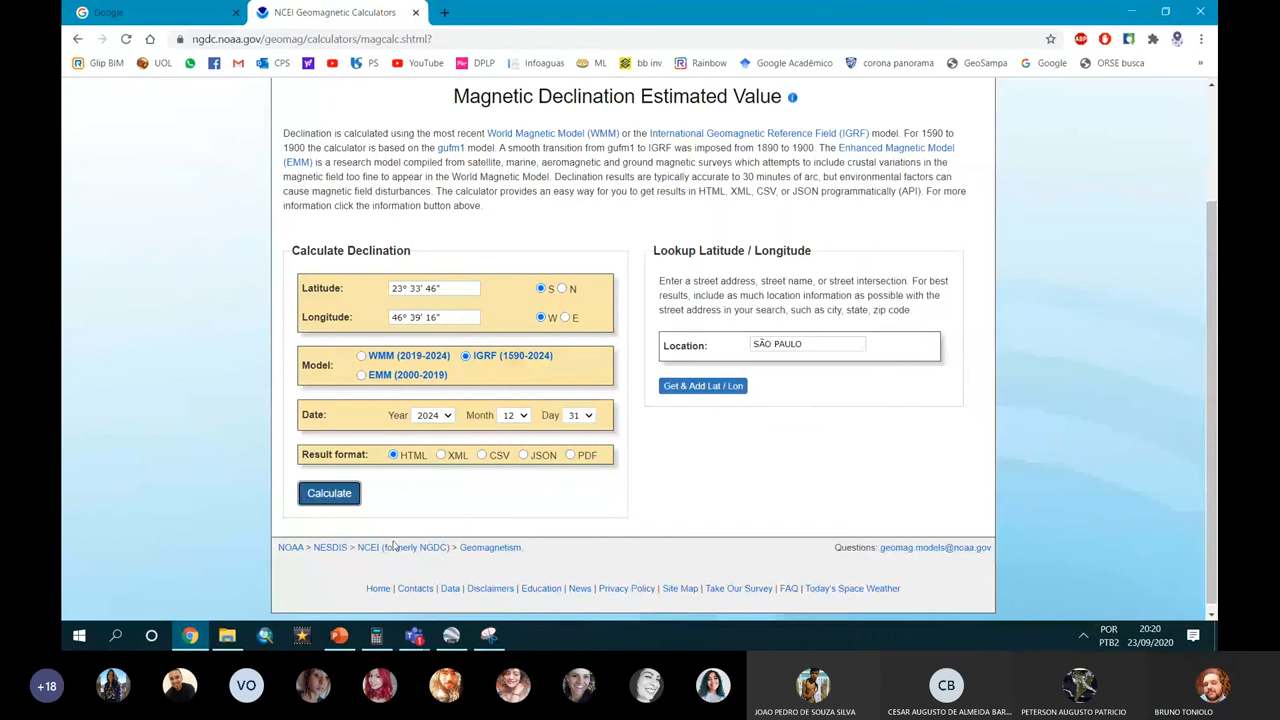 Google
NCEI Geomagnetic Calculators
ngdc.noaa.gov/geomag/calculators/magcalc.shtml?
Glip BIM
UOL
CPS
PS
YouTube
DPLP
Infoaguas
ML
bb inv
Rainbow
Google Acadêmico
corona panorama
GeoSampa
Google
ORSE busca
Magnetic Declination Estimated Value
Declination is calculated using the most recent World Magnetic Model (WMM) or the International Geomagnetic Reference Field (IGRF) model. For 1590 to
1900 the calculator is based on the gufm1 model. A smooth transition from gufm1 to IGRF was imposed from 1890 to 1900. The Enhanced Magnetic Model
(EMM) is a research model compiled from satellite, marine, aeromagnetic and ground magnetic surveys which attempts to include crustal variations in the
magnetic field too fine to appear in the World Magnetic Model. Declination results are typically accurate to 30 minutes of arc, but environmental factors can
cause magnetic field disturbances. The calculator provides an easy way for you to get results in HTML, XML, CSV, or JSON programmatically (API). For more
information click the information button above.
Calculate Declination
Latitude: 23° 33' 46" S N
Longitude: 46° 39' 16" W E
Model: WMM (2019-2024) IGRF (1590-2024)
EMM (2000-2019)
Date: Year 2024 Month 12 Day 31
Result format: HTML XML CSV JSON PDF
Calculate
Lookup Latitude / Longitude
Enter a street address, street name, or street intersection. For best
results, include as much location information as possible with the
street address in your search, such as city, state, zip code
Location: SÃO PAULO
Get & Add Lat / Lon
NOAA > NESDIS > NCEI (formerly NGDC) > Geomagnetism.
Questions: geomag.models@noaa.gov
Home | Contacts | Data | Disclaimers | Education | News | Privacy Policy | Site Map | Take Our Survey | FAQ | Today's Space Weather
POR
PTB2
20:20
23/09/2020
+18
VO
CB
JOAO PEDRO DE SOUZA SILVA
CESAR AUGUSTO DE ALMEIDA BAR...
PETERSON AUGUSTO PATRICIO
BRUNO TONIOLO